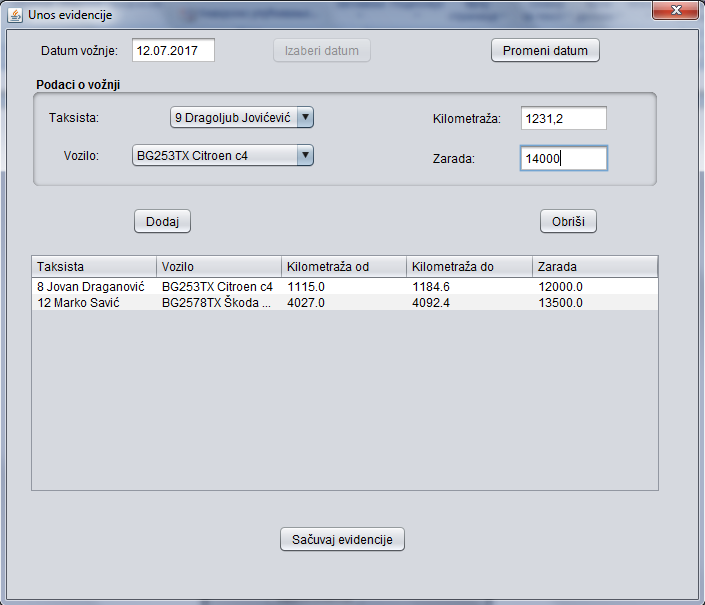 Unos evidencije
Datum vožnje: 12.07.2017 Izaberi datum Promeni datum
Podaci o vožnji
Taksista: 9 Dragoljub Jovićević Kilometraža: 1231,2
Vozilo: BG253TX Citroen c4 Zarada: 14000
Dodaj Obriši
Taksista Vozilo Kilometraža od Kilometraža do Zarada
8 Jovan Draganović BG253TX Citroen c4 1115.0 1184.6 12000.0
12 Marko Savić BG2578TX Škoda ... 4027.0 4092.4 13500.0
Sačuvaj evidencije